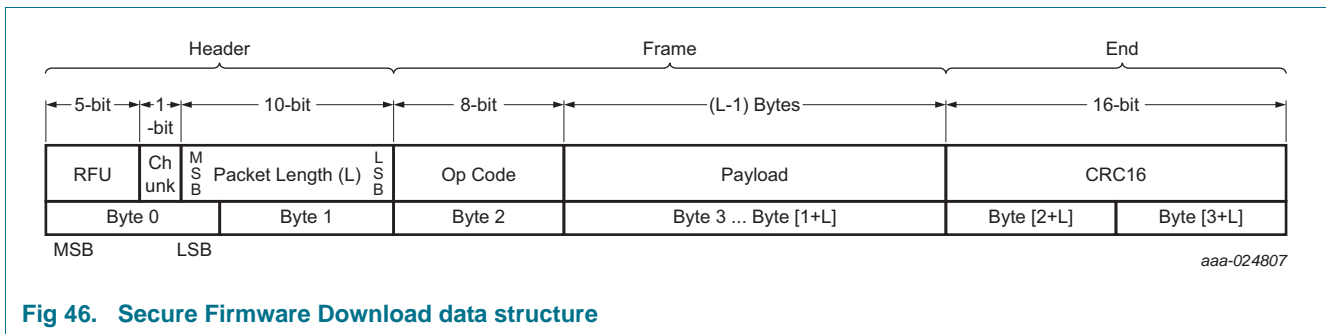 Header Frame End
5-bit 1 -bit 10-bit 8-bit (L-1) Bytes 16-bit
RFU Ch unk MSB Packet Length (L) LSB Op Code Payload CRC16
Byte 0 Byte 1 Byte 2 Byte 3 ... Byte [1+L] Byte [2+L] Byte [3+L]
MSB LSB
aaa-024807
Fig 46. Secure Firmware Download data structure